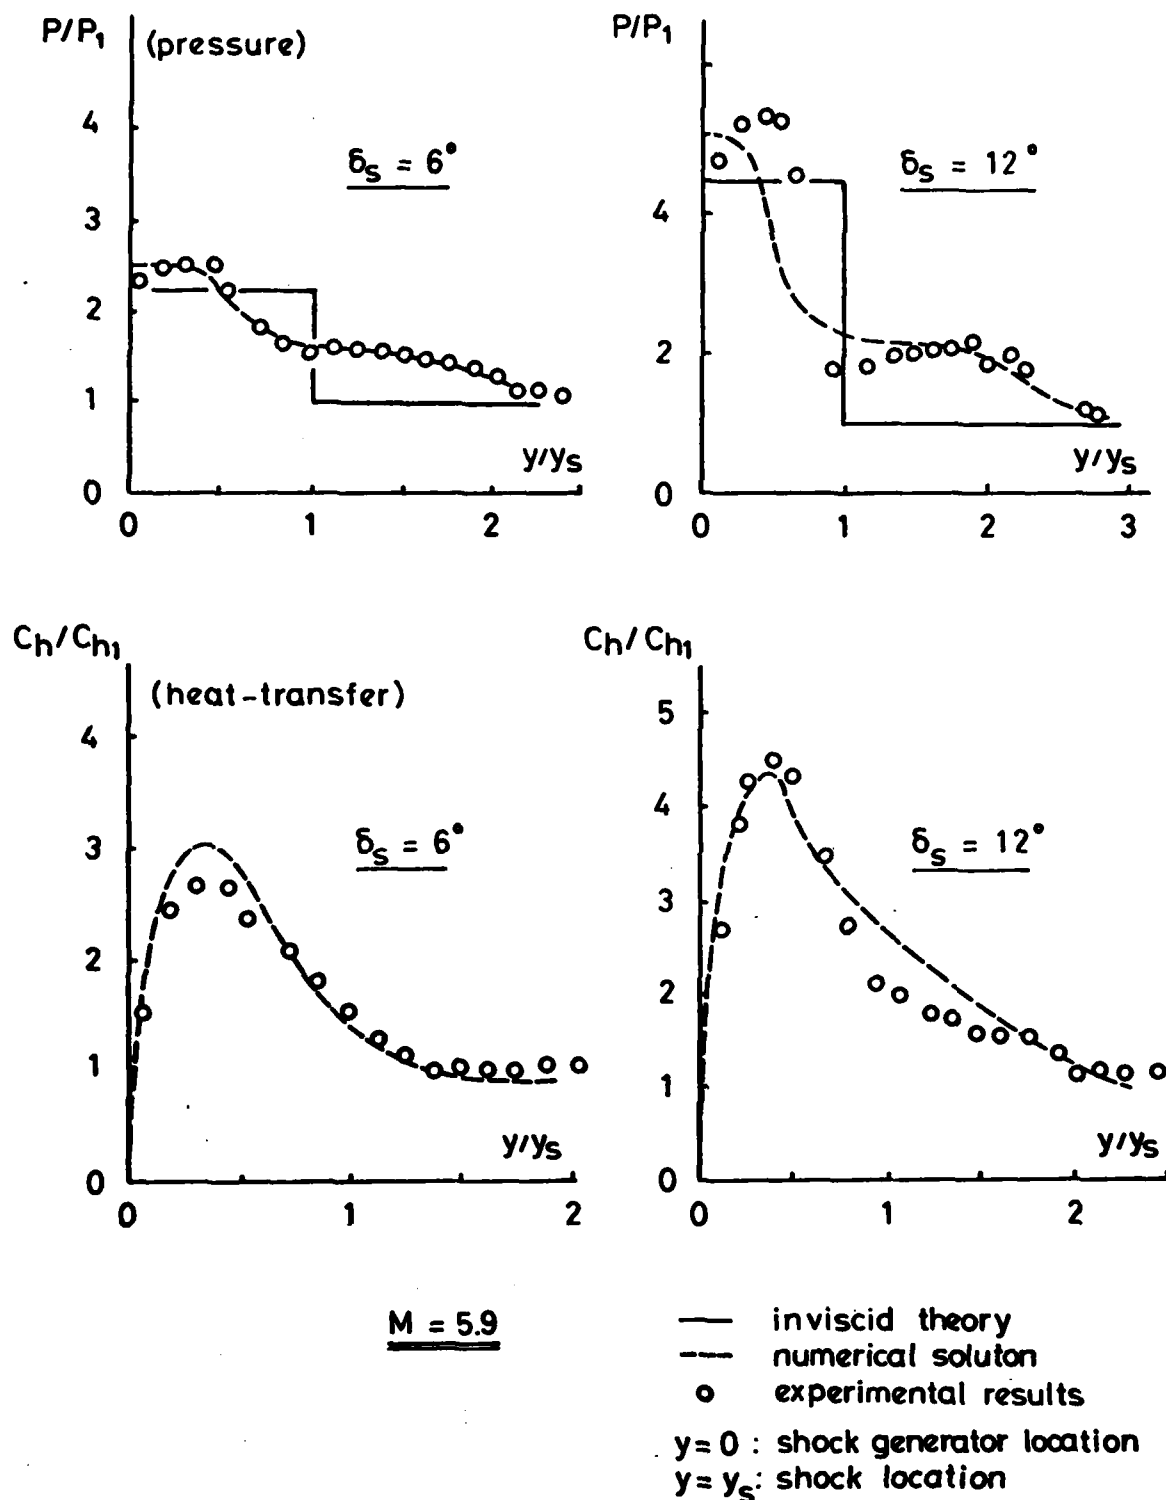 P/P₁ (pressure)
4
3
2
1
0
δs = 6°
y/ys
0 1 2
P/P₁
4
2
0
δs = 12°
y/ys
0 1 2 3
Ch/Ch₁
(heat-transfer)
4
3
2
1
0
δs = 6°
y/ys
0 1 2
Ch/Ch₁
5
4
3
2
1
0
δs = 12°
y/ys
0 1 2
M = 5.9
inviscid theory
numerical soluton
experimental results
y=0 : shock generator location
y=ys: shock location